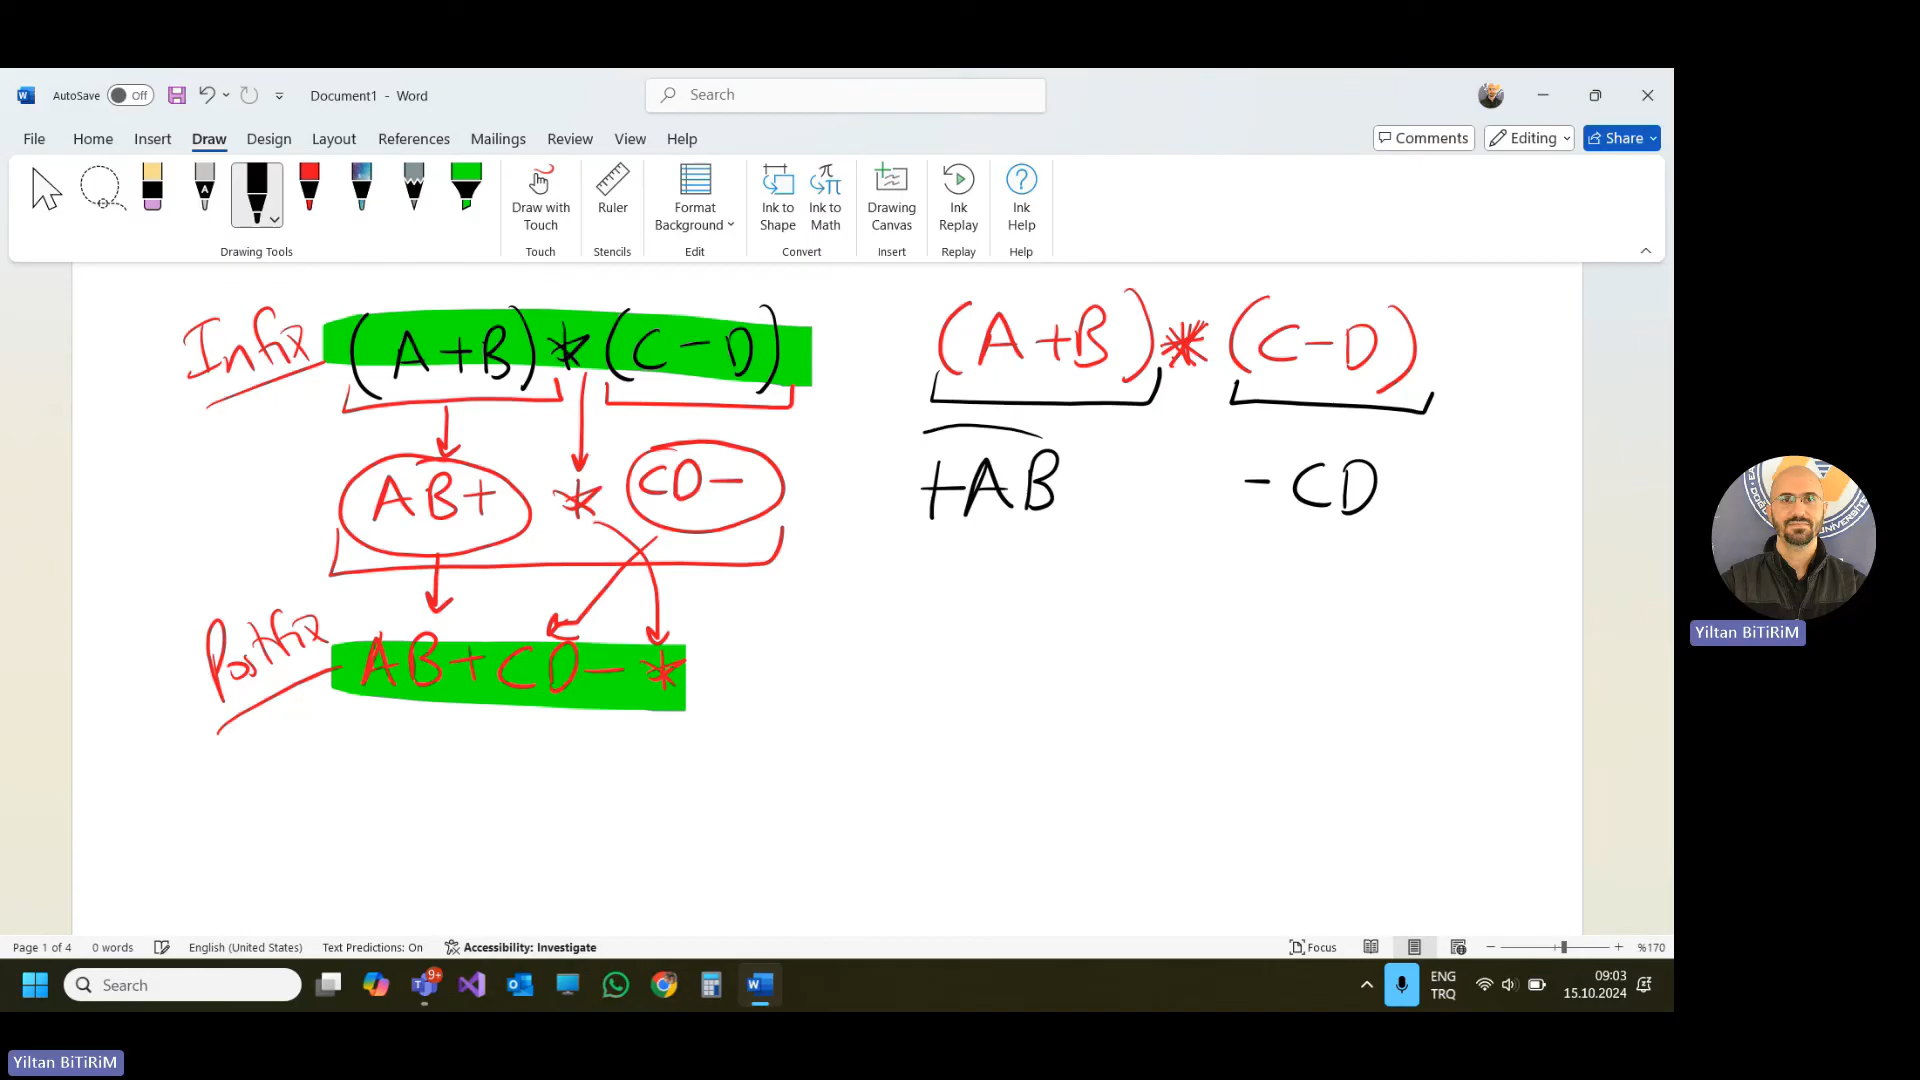 AutoSave Off Document1 - Word Search
File Home Insert Draw Design Layout References Mailings Review View Help Comments Editing Share
A
Draw with Touch Ruler Format Background Ink to Shape Ink to Math Drawing Canvas Ink Replay Ink Help
Drawing Tools Touch Stencils Edit Convert Insert Replay Help
Infix (A+B)*(C-D)
(A+B)*(C-D)
AB+ * CD-
+AB -CD
Postfix AB+CD-*
Yiltan BiTiRiM
Page 1 of 4 0 words English (United States) Text Predictions: On Accessibility: Investigate Focus %170
Search 9+ ENG TRQ 09:03 15.10.2024
Yiltan BiTiRiM